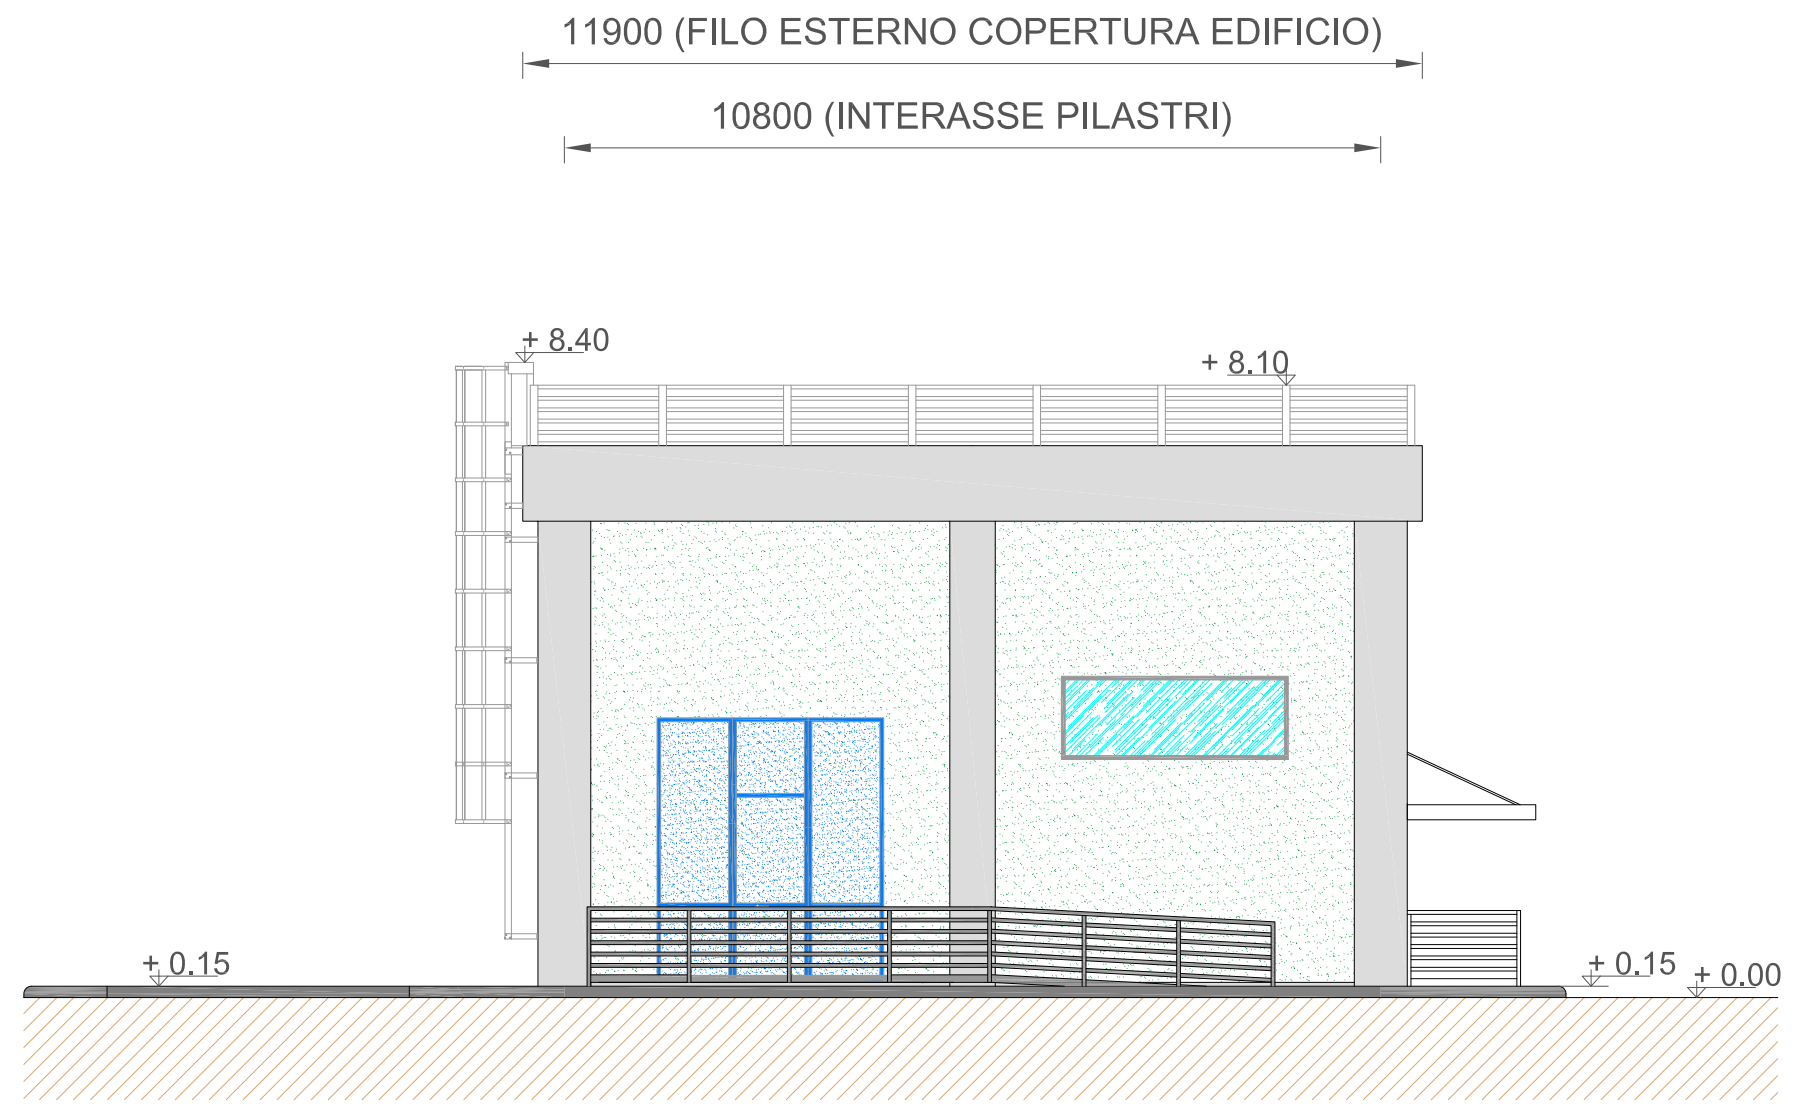 11900 (FILO ESTERNO COPERTURA EDIFICIO)
10800 (INTERASSE PILASTRI)
+ 8.40
+ 8.10
+ 0.15
+ 0.15
+ 0.00